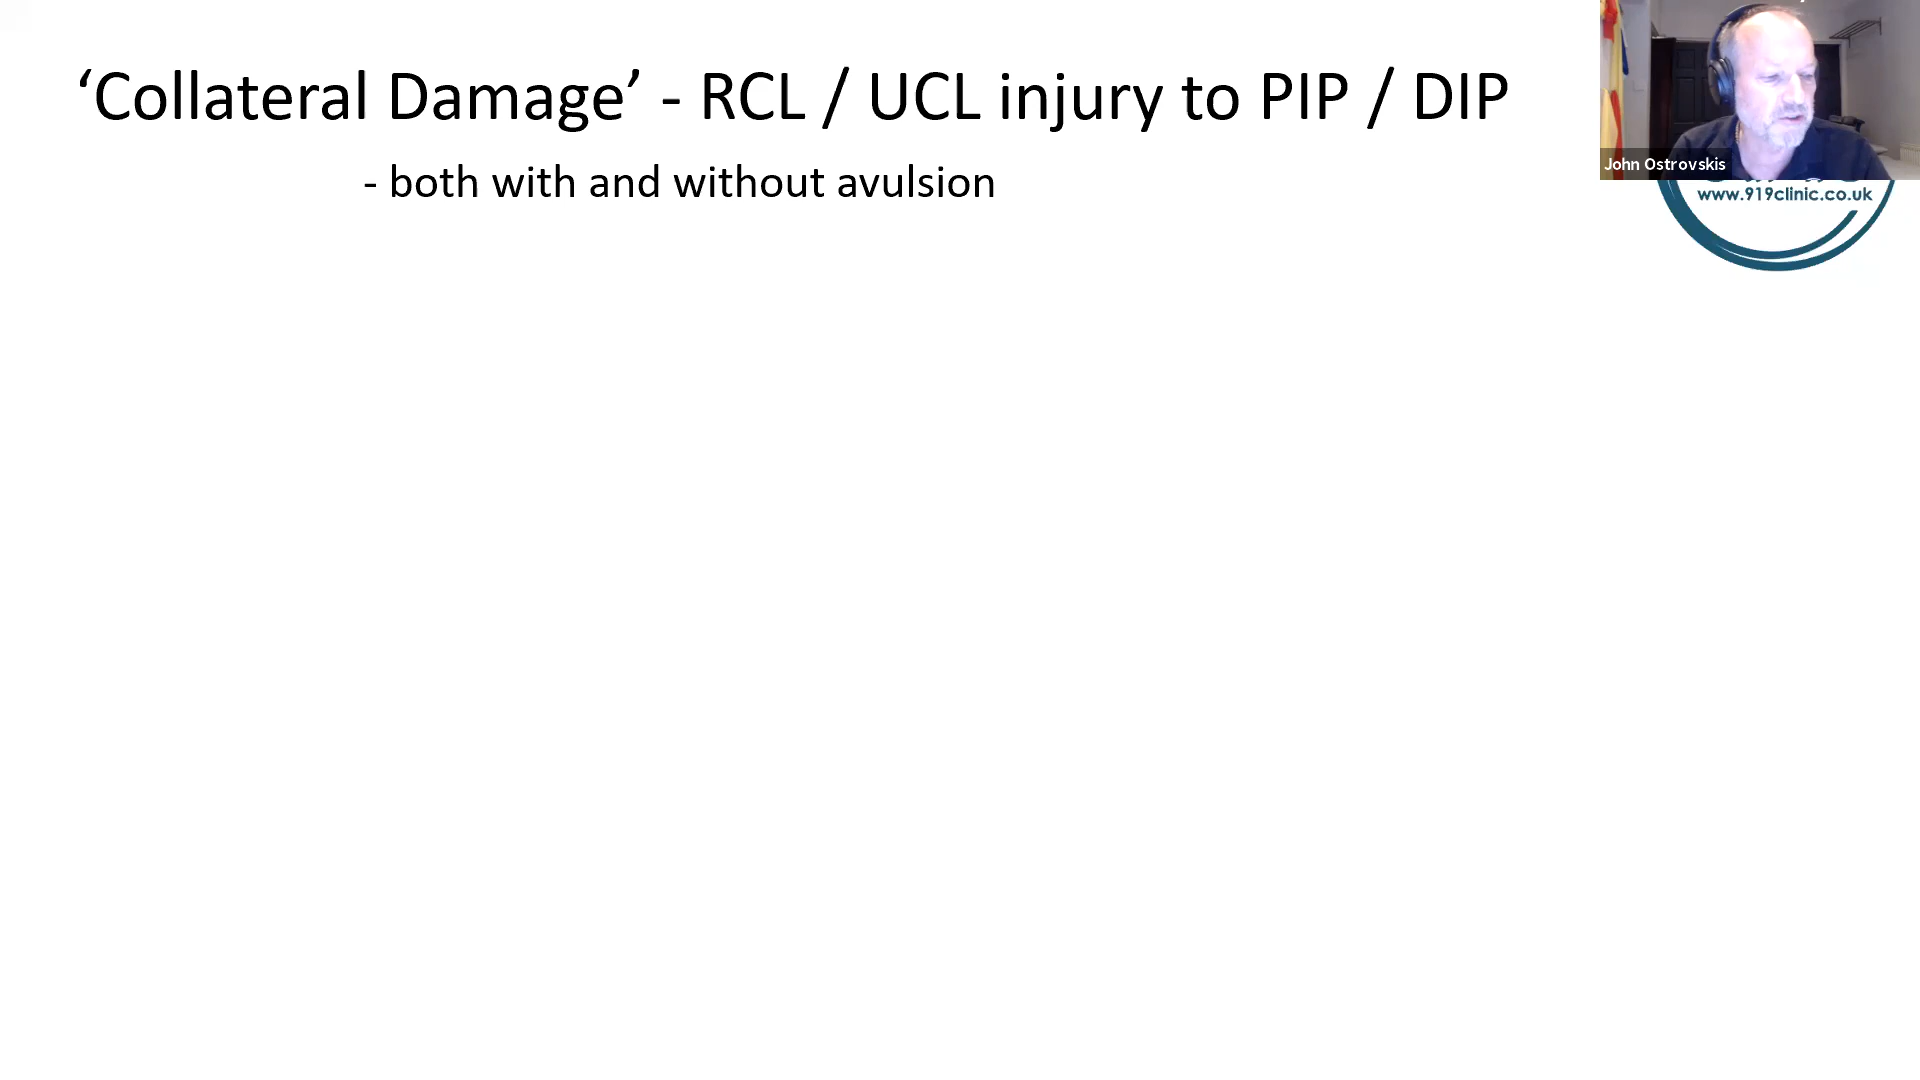 ‘Collateral Damage’ - RCL / UCL injury to PIP / DIP
- both with and without avulsion
John Ostrovskis
www.919clinic.co.uk